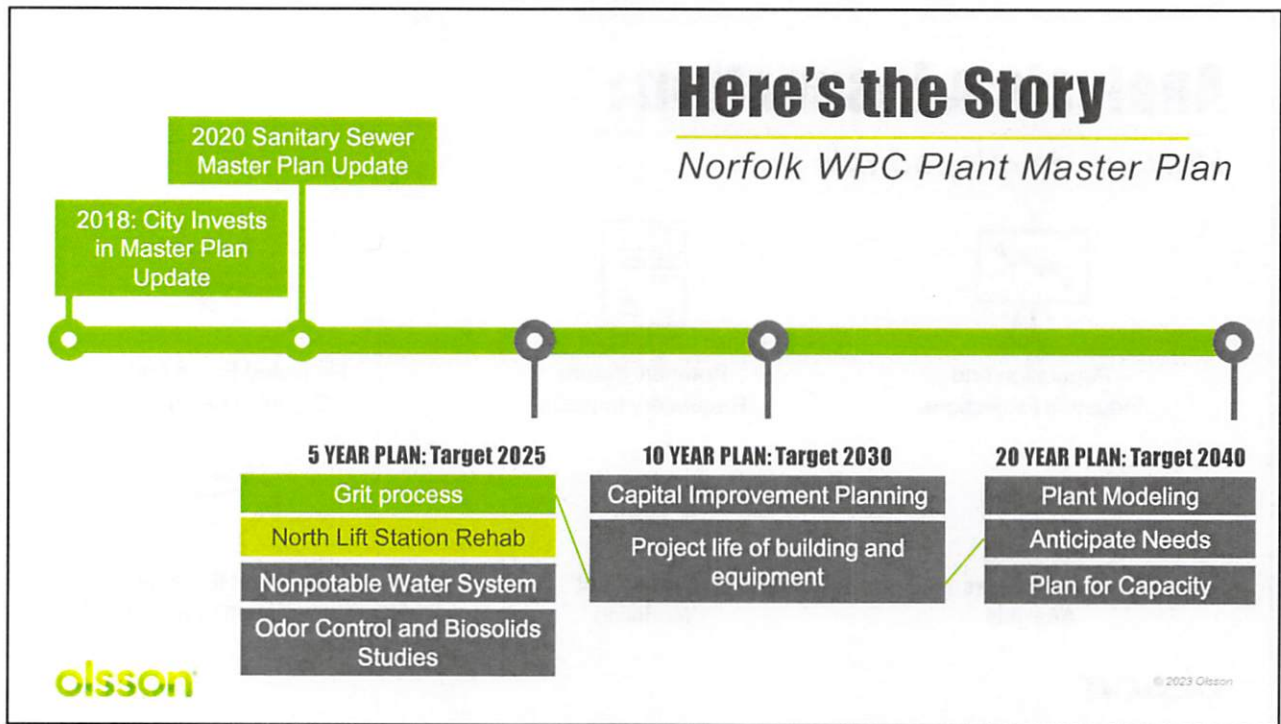 Here's the Story
Norfolk WPC Plant Master Plan
2020 Sanitary Sewer
Master Plan Update
2018: City Invests
in Master Plan
Update
5 YEAR PLAN: Target 2025
Grit process
North Lift Station Rehab
Nonpotable Water System
Odor Control and Biosolids
Studies
10 YEAR PLAN: Target 2030
Capital Improvement Planning
Project life of building and
equipment
20 YEAR PLAN: Target 2040
Plant Modeling
Anticipate Needs
Plan for Capacity
olsson
© 2023 Olsson